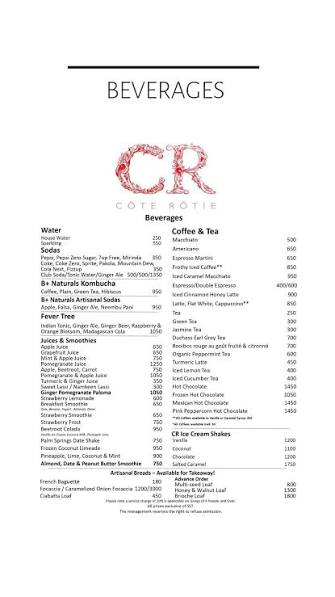 BEVERAGES
CR
CÔTE RÔTIE
Beverages
Water
House Water 250
Sparkling 550
Sodas
Pepsi, Pepsi Zero Sugar, 7up Free, Mirinda 350
Coke, Coke Zero, Sprite, Pakola, Mountain Dew,
Cola Next, Fizzup 350
Club Soda/Tonic Water/Ginger Ale 500/500/1350
B+ Naturals Kombucha
Coffee, Plain, Green Tea, Hibiscus 950
B+ Naturals Artisanal Sodas
Apple, Falsa, Ginger Ale, Neembu Pani 950
Fever Tree
Indian Tonic, Ginger Ale, Ginger Beer, Raspberry &
Orange Blossom, Madagascan Cola 1050
Juices & Smoothies
Apple Juice 650
Grapefruit Juice 650
Mint & Apple Juice 750
Pomegranate Juice 1250
Apple, Beetroot, Carrot 750
Pomegranate & Apple Juice 1050
Turmeric & Ginger Juice 350
Sweet Lassi / Namkeen Lassi 500
Ginger Pomegranate Paloma 1050
Strawberry Lemonade 600
Breakfast Smoothie 650
Strawberry Smoothie 650
Strawberry Frost 760
Beetroot Colada 950
Palm Springs Date Shake 750
Frozen Coconut Limeade 950
Pineapple, Lime, Coconut & Mint 900
Almond, Date & Peanut Butter Smoothie 750
Coffee & Tea
Macchiato 500
Americano 650
Espresso Martini 650
Frothy Iced Coffee** 850
Iced Caramel Macchiato 950
Espresso/Double Espresso 400/600
Iced Cinnamon Honey Latte 900
Latte, Flat White, Cappuccino** 750
Tea 250
Green Tea 300
Jasmine Tea 300
Duchass Earl Grey Tea 700
Rooibos rouge au goût fruité & citronné 700
Organic Peppermint Tea 600
Turmeric Latte 450
Iced Lemon Tea 400
Iced Cucumber Tea 400
Hot Chocolate 1450
Frozen Hot Chocolate 1050
Mexican Hot Chocolate 1450
Pink Peppercorn Hot Chocolate 1450
CR Ice Cream Shakes
Vanilla 1200
Coconut 1100
Chocolate 1200
Salted Caramel 1750
Artisanal Breads – Available for Takeaway!
French Baguette 180
Focaccia / Caramelized Onion Focaccia 1200/3300
Ciabatta Loaf 450
Advance Order
Multi-seed Loaf 800
Honey & Walnut Loaf 1300
Brioche Loaf 1800
All prices exclusive of SST
The management reserves the right to refuse admission.